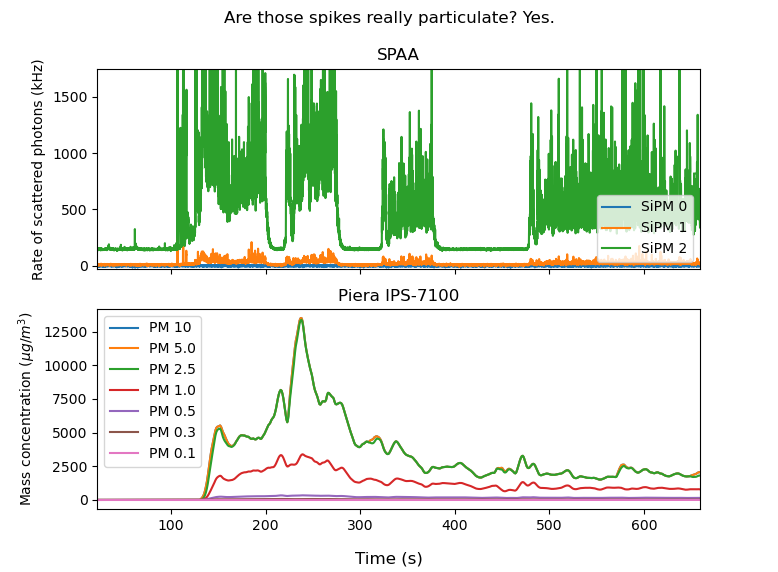 Are those spikes really particulate? Yes.
SPAA
Rate of scattered photons (kHz)
1500
1000
500
0
SiPM 0
SiPM 1
SiPM 2
Piera IPS-7100
Mass concentration (μg/m³)
12500
10000
7500
5000
2500
0
PM 10
PM 5.0
PM 2.5
PM 1.0
PM 0.5
PM 0.3
PM 0.1
100 200 300 400 500 600
Time (s)